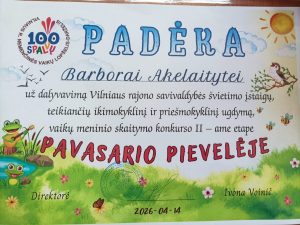 100
SPALVŲ
PADĖKA
Barborai Akelaitytei
už dalyvavimą Vilniaus rajono savivaldybės švietimo įstaigų,
teikiančių ikimokyklinį ir priešmokyklinį ugdymą,
vaikų meninio skaitymo konkurso II – ame etape
PAVASARIO PIEVELĖJE
Direktorė
Ivona Voinič
2026-04-14